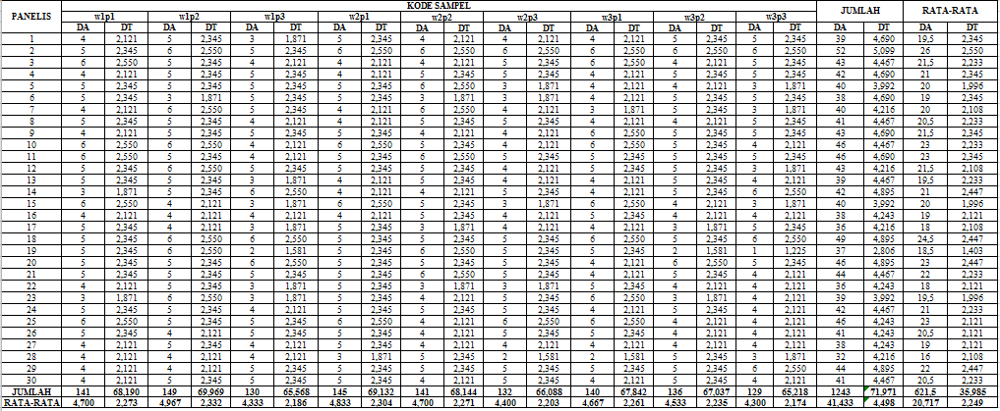 KODE SAMPEL
PANELIS w1p1 w1p2 w1p3 w2p1 w2p2 w2p3 w3p1 w3p2 w3p3 JUMLAH RATA-RATA
DA DT DA DT DA DT DA DT DA DT DA DT DA DT DA DT DA DT DA DT DA DT
1 4 2,121 5 2,345 3 1,871 5 2,345 4 2,121 4 2,121 4 2,121 5 2,345 5 2,345 39 4,690 19,5 2,345
2 5 2,345 6 2,550 5 2,345 6 2,550 6 2,550 6 2,550 6 2,550 6 2,550 6 2,550 52 5,099 26 2,550
3 6 2,550 5 2,345 4 2,121 4 2,121 4 2,121 5 2,345 6 2,550 4 2,121 5 2,345 43 4,467 21,5 2,233
4 4 2,121 5 2,345 5 2,345 4 2,121 5 2,345 5 2,345 4 2,121 5 2,345 5 2,345 42 4,690 21 2,345
5 5 2,345 5 2,345 5 2,345 5 2,345 6 2,550 3 1,871 4 2,121 4 2,121 3 1,871 40 3,992 20 1,996
6 5 2,345 3 1,871 5 2,345 5 2,345 3 1,871 3 1,871 4 2,121 5 2,345 5 2,345 38 4,690 19 2,345
7 4 2,121 6 2,550 5 2,345 4 2,121 6 2,550 4 2,121 3 1,871 5 2,345 3 1,871 40 4,216 20 2,108
8 5 2,345 5 2,345 4 2,121 4 2,121 5 2,345 5 2,345 4 2,121 4 2,121 5 2,345 41 4,467 20,5 2,233
9 4 2,121 5 2,345 5 2,345 5 2,345 4 2,121 4 2,121 6 2,550 5 2,345 5 2,345 43 4,690 21,5 2,345
10 6 2,550 6 2,550 4 2,121 6 2,550 5 2,345 4 2,121 6 2,550 5 2,345 4 2,121 46 4,467 23 2,233
11 6 2,550 5 2,345 4 2,121 5 2,345 6 2,550 5 2,345 5 2,345 5 2,345 5 2,345 46 4,690 23 2,345
12 5 2,345 6 2,550 5 2,345 5 2,345 5 2,345 4 2,121 5 2,345 5 2,345 3 1,871 43 4,216 21,5 2,108
13 5 2,345 5 2,345 3 1,871 4 2,121 5 2,345 4 2,121 4 2,121 5 2,345 4 2,121 39 4,467 19,5 2,233
14 3 1,871 5 2,345 6 2,550 4 2,121 4 2,121 5 2,345 4 2,121 5 2,345 6 2,550 42 4,895 21 2,447
15 6 2,550 4 2,121 3 1,871 6 2,550 5 2,345 3 1,871 6 2,550 4 2,121 3 1,871 40 3,992 20 1,996
16 4 2,121 4 2,121 4 2,121 4 2,121 5 2,345 4 2,121 5 2,345 4 2,121 4 2,121 38 4,243 19 2,121
17 5 2,345 4 2,121 3 1,871 5 2,345 3 1,871 4 2,121 4 2,121 5 2,345 3 1,871 36 4,216 18 2,108
18 5 2,345 6 2,550 6 2,550 5 2,345 5 2,345 5 2,345 6 2,550 5 2,345 6 2,550 49 4,895 24,5 2,447
19 5 2,345 6 2,550 2 1,581 5 2,345 6 2,550 5 2,345 5 2,345 2 1,581 1 1,225 37 2,806 18,5 1,403
20 5 2,345 5 2,345 6 2,550 5 2,345 5 2,345 5 2,345 4 2,121 6 2,550 5 2,345 46 4,895 23 2,447
21 5 2,345 5 2,345 5 2,345 5 2,345 6 2,550 5 2,345 4 2,121 5 2,345 4 2,121 44 4,467 22 2,233
22 4 2,121 5 2,345 3 1,871 5 2,345 3 1,871 3 1,871 5 2,345 4 2,121 4 2,121 36 4,243 18 2,121
23 3 1,871 6 2,550 3 1,871 5 2,345 4 2,121 5 2,345 6 2,550 3 1,871 4 2,121 39 3,992 19,5 1,996
24 5 2,345 5 2,345 4 2,121 5 2,345 5 2,345 5 2,345 4 2,121 5 2,345 4 2,121 42 4,467 21 2,233
25 6 2,550 5 2,345 5 2,345 6 2,550 4 2,121 6 2,550 6 2,550 4 2,121 4 2,121 46 4,243 23 2,121
26 5 2,345 4 2,121 5 2,345 5 2,345 4 2,121 5 2,345 5 2,345 4 2,121 4 2,121 41 4,243 20,5 2,121
27 4 2,121 5 2,345 4 2,121 5 2,345 4 2,121 4 2,121 4 2,121 4 2,121 4 2,121 38 4,243 19 2,121
28 4 2,121 4 2,121 4 2,121 3 1,871 5 2,345 2 1,581 2 1,581 5 2,345 3 1,871 32 4,216 16 2,108
29 4 2,121 4 2,121 5 2,345 5 2,345 5 2,345 5 2,345 5 2,345 5 2,345 6 2,550 44 4,895 22 2,447
30 4 2,121 5 2,345 5 2,345 5 2,345 4 2,121 5 2,345 4 2,121 5 2,345 4 2,121 41 4,467 20,5 2,233
JUMLAH 141 68,190 149 69,969 130 65,568 145 69,132 141 68,144 132 66,088 140 67,842 136 67,037 129 65,218 1243 71,971 621,5 35,985
RATA-RATA 4,700 2,273 4,967 2,332 4,333 2,186 4,833 2,304 4,700 2,271 4,400 2,203 4,667 2,261 4,533 2,235 4,300 2,174 41,433 4,498 20,717 2,249